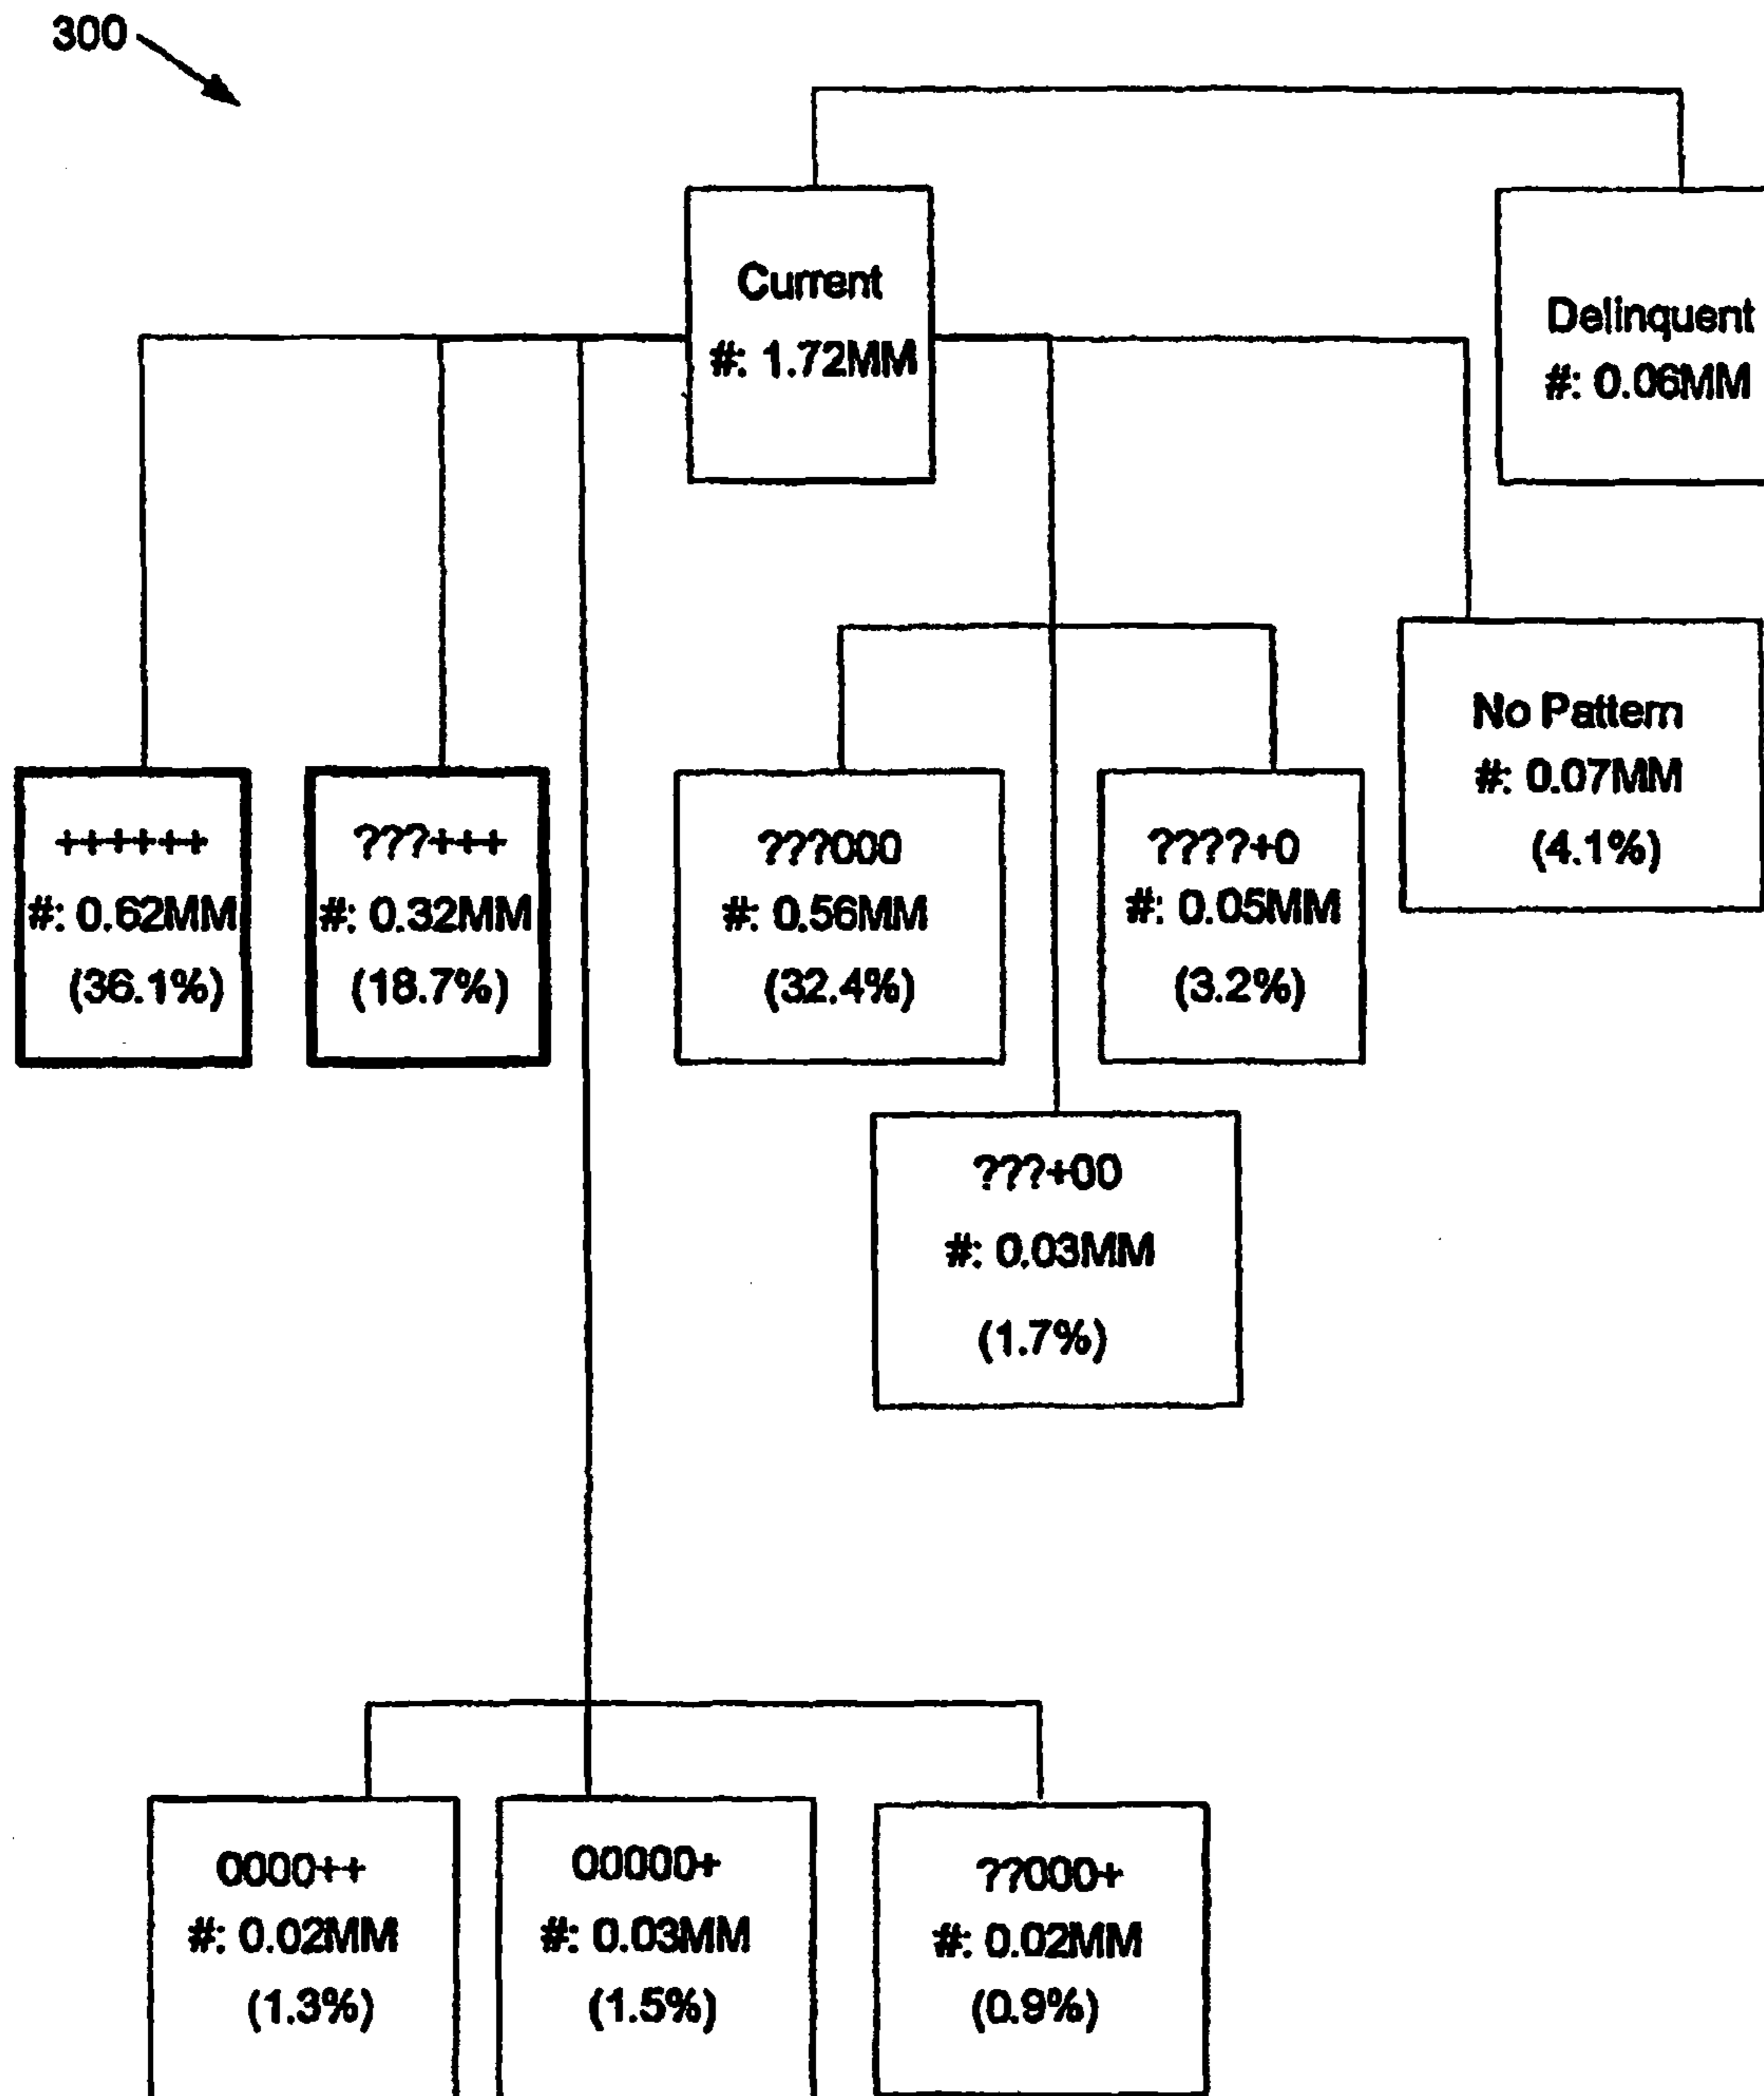 300
Current
#: 1.72MM
Delinquent
#: 0.06MM
No Pattern
#: 0.07MM
(4.1%)
++++++
#: 0.62MM
(36.1%)
???+++
#: 0.32MM
(18.7%)
???000
#: 0.56MM
(32.4%)
????+0
#: 0.05MM
(3.2%)
???+00
#: 0.03MM
(1.7%)
0000++
#: 0.02MM
(1.3%)
00000+
#: 0.03MM
(1.5%)
??000+
#: 0.02MM
(0.9%)